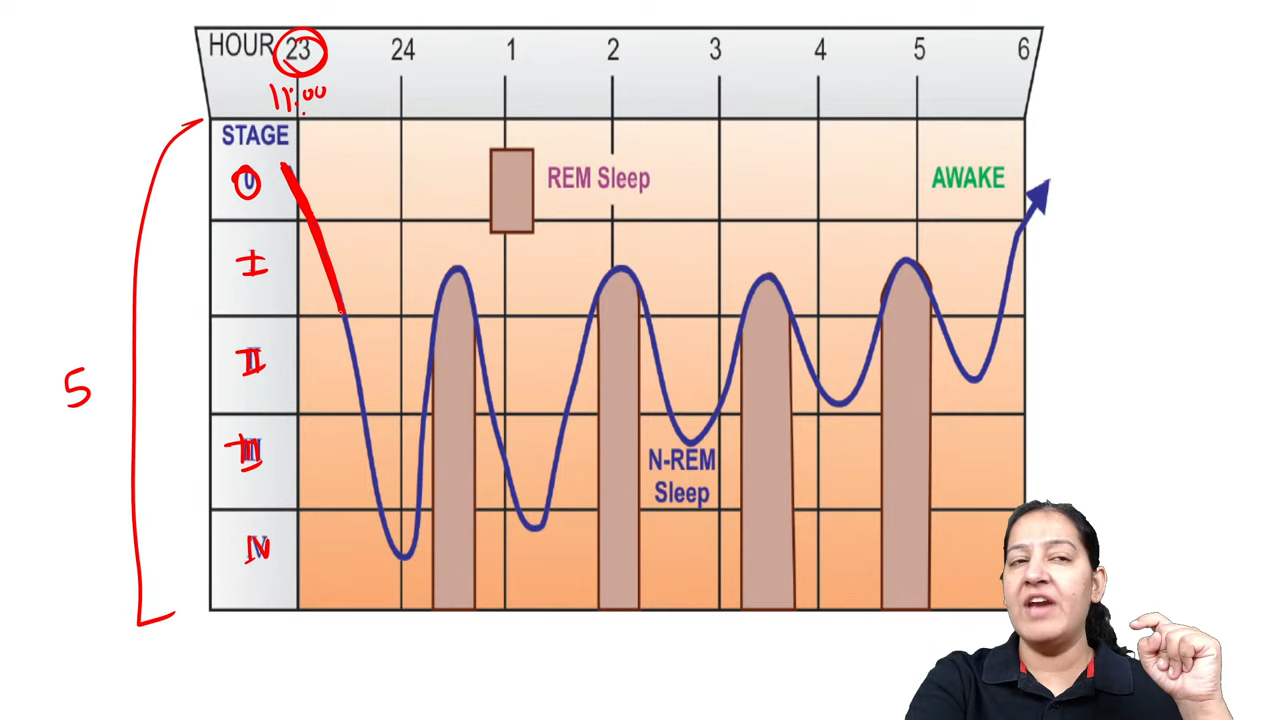 HOUR 23 24 1 2 3 4 5 6
11:00
STAGE
0 REM Sleep AWAKE
I
II
5
III N-REM
Sleep
IV